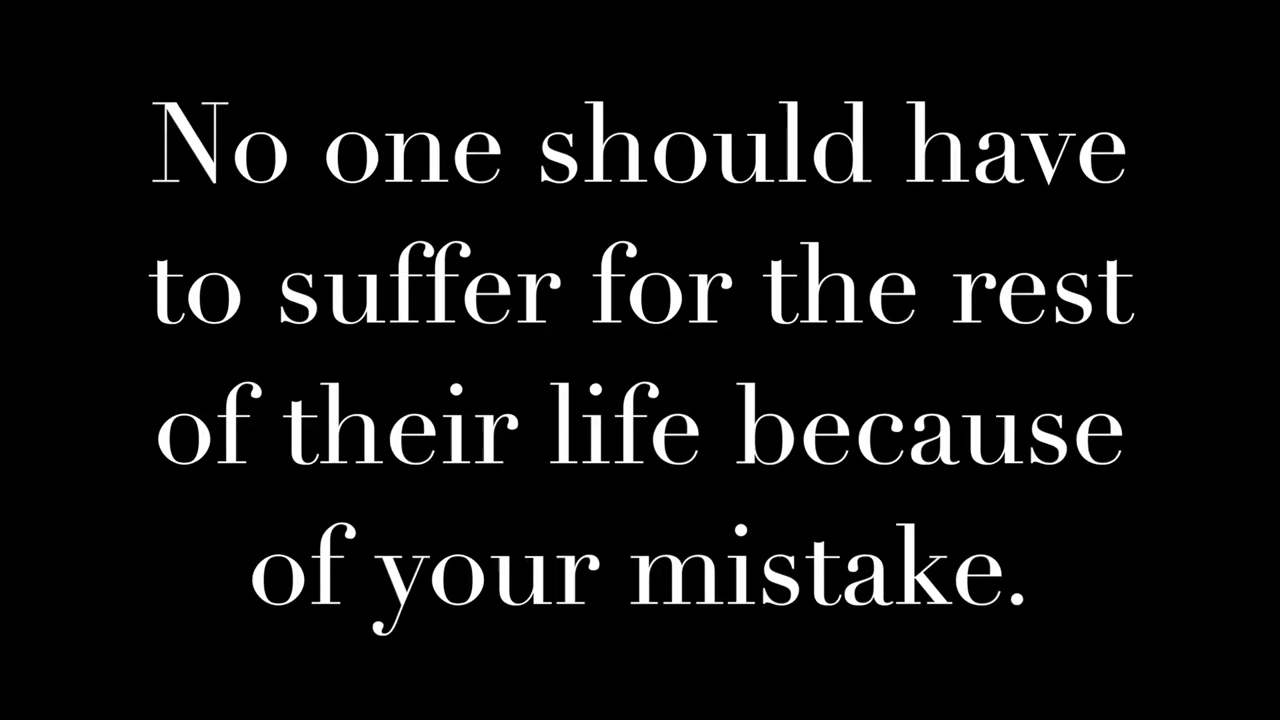 No one should have
to suffer for the rest
of their life because
of your mistake.